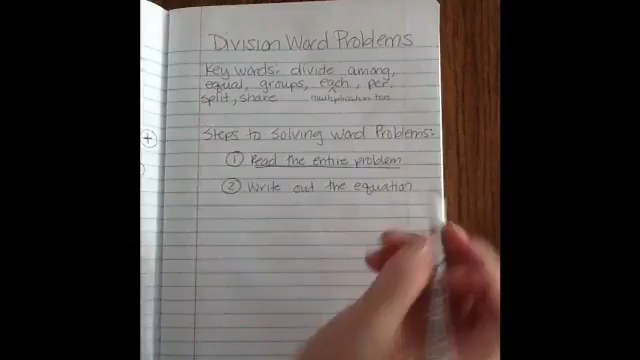 Division Word Problems
Key words: divide among,
equal, groups, each, per,
split, share
multiplication too
Steps to Solving Word Problems:
① Read the entire problem
② Write out the equation